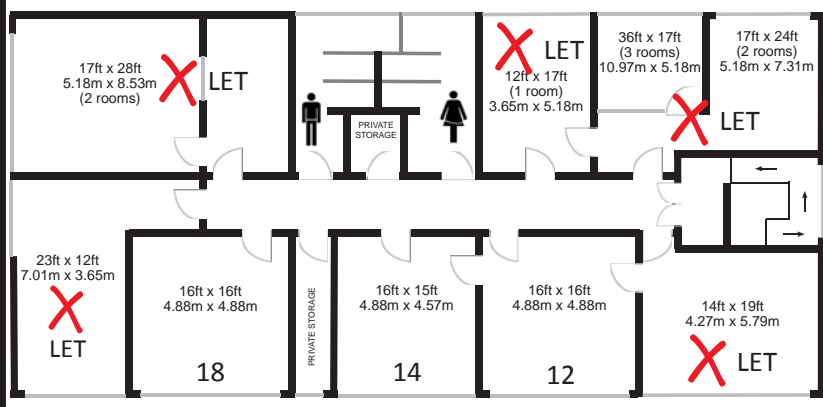 17ft x 28ft
5.18m x 8.53m
(2 rooms)
LET
PRIVATE
STORAGE
LET
12ft x 17ft
(1 room)
3.65m x 5.18m
36ft x 17ft
(3 rooms)
10.97m x 5.18m
17ft x 24ft
(2 rooms)
5.18m x 7.31m
LET
23ft x 12ft
7.01m x 3.65m
LET
16ft x 16ft
4.88m x 4.88m
18
PRIVATE STORAGE
16ft x 15ft
4.88m x 4.57m
14
16ft x 16ft
4.88m x 4.88m
12
14ft x 19ft
4.27m x 5.79m
LET